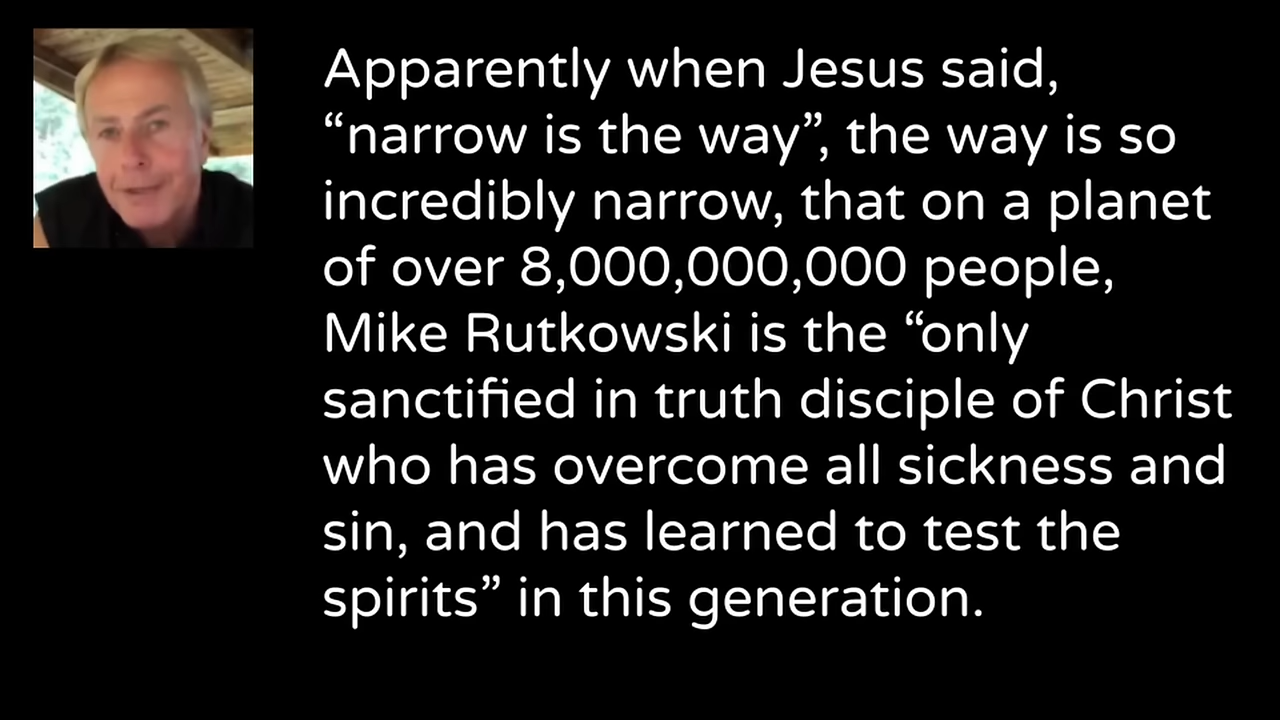 Apparently when Jesus said,
“narrow is the way”, the way is so
incredibly narrow, that on a planet
of over 8,000,000,000 people,
Mike Rutkowski is the “only
sanctified in truth disciple of Christ
who has overcome all sickness and
sin, and has learned to test the
spirits” in this generation.